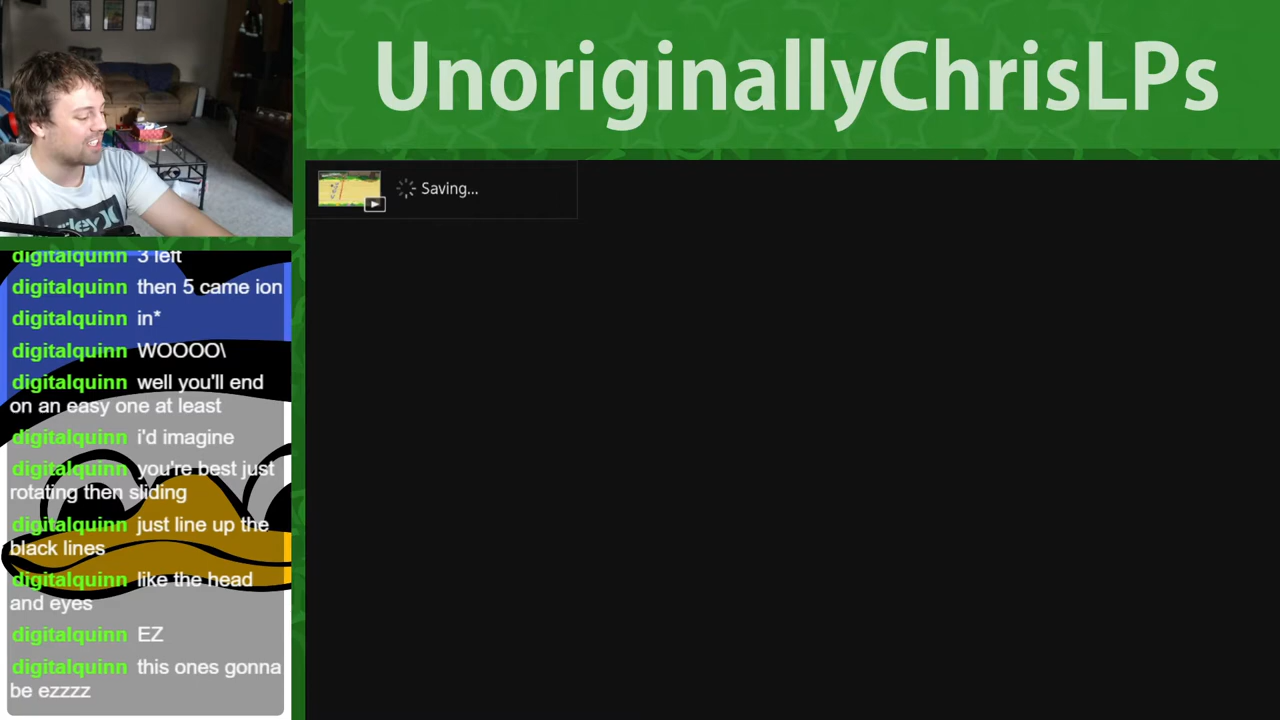 UnoriginallyChrisLPs
Saving...
digitalquinn 3 left
digitalquinn then 5 came ion
digitalquinn in*
digitalquinn WOOOO\
digitalquinn well you'll end
on an easy one at least
digitalquinn i'd imagine
digitalquinn you're best just
rotating then sliding
digitalquinn just line up the
black lines
digitalquinn like the head
and eyes
digitalquinn EZ
digitalquinn this ones gonna
be ezzzz